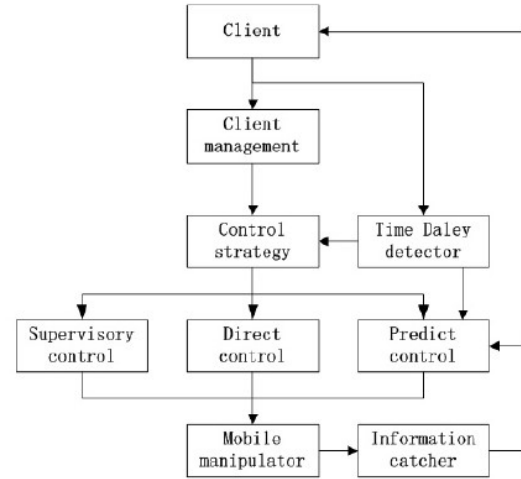 Client
Client
management
Control
strategy
Time Daley
detector
Supervisory
control
Direct
control
Predict
control
Mobile
manipulator
Information
catcher